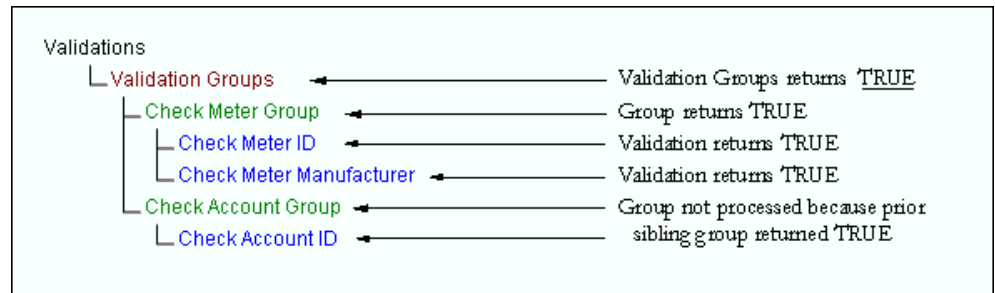 Validations
Validation Groups Validation Groups returns TRUE
Check Meter Group Group returns TRUE
Check Meter ID Validation returns TRUE
Check Meter Manufacturer Validation returns TRUE
Check Account Group Group not processed because prior
Check Account ID sibling group returned TRUE